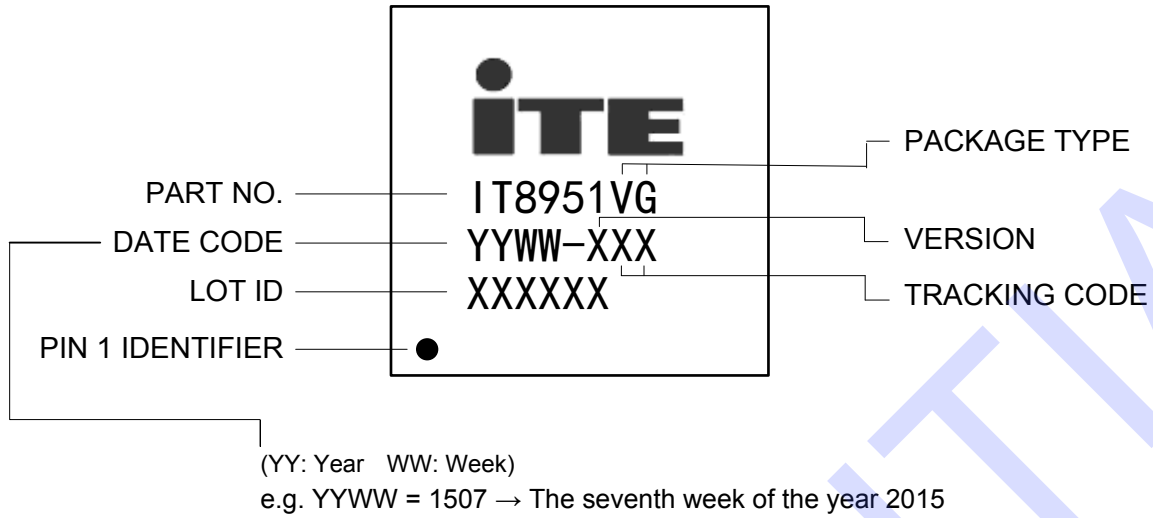 iTE
PACKAGE TYPE
PART NO.
IT8951VG
DATE CODE
YYWW-XXX
VERSION
LOT ID
XXXXXX
TRACKING CODE
PIN 1 IDENTIFIER
(YY: Year WW: Week)
e.g. YYWW = 1507 → The seventh week of the year 2015